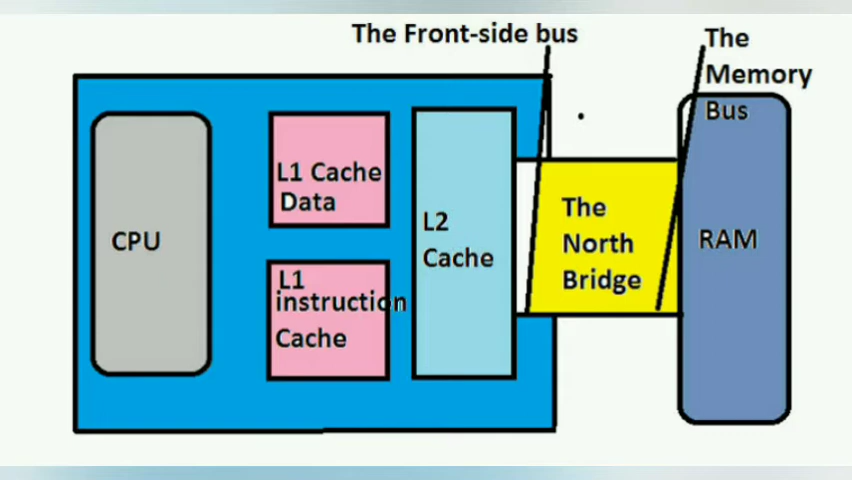 The Front-side bus
The
Memory
Bus
CPU
L1 Cache
Data
L1
instruction
Cache
L2
Cache
The
North
Bridge
RAM